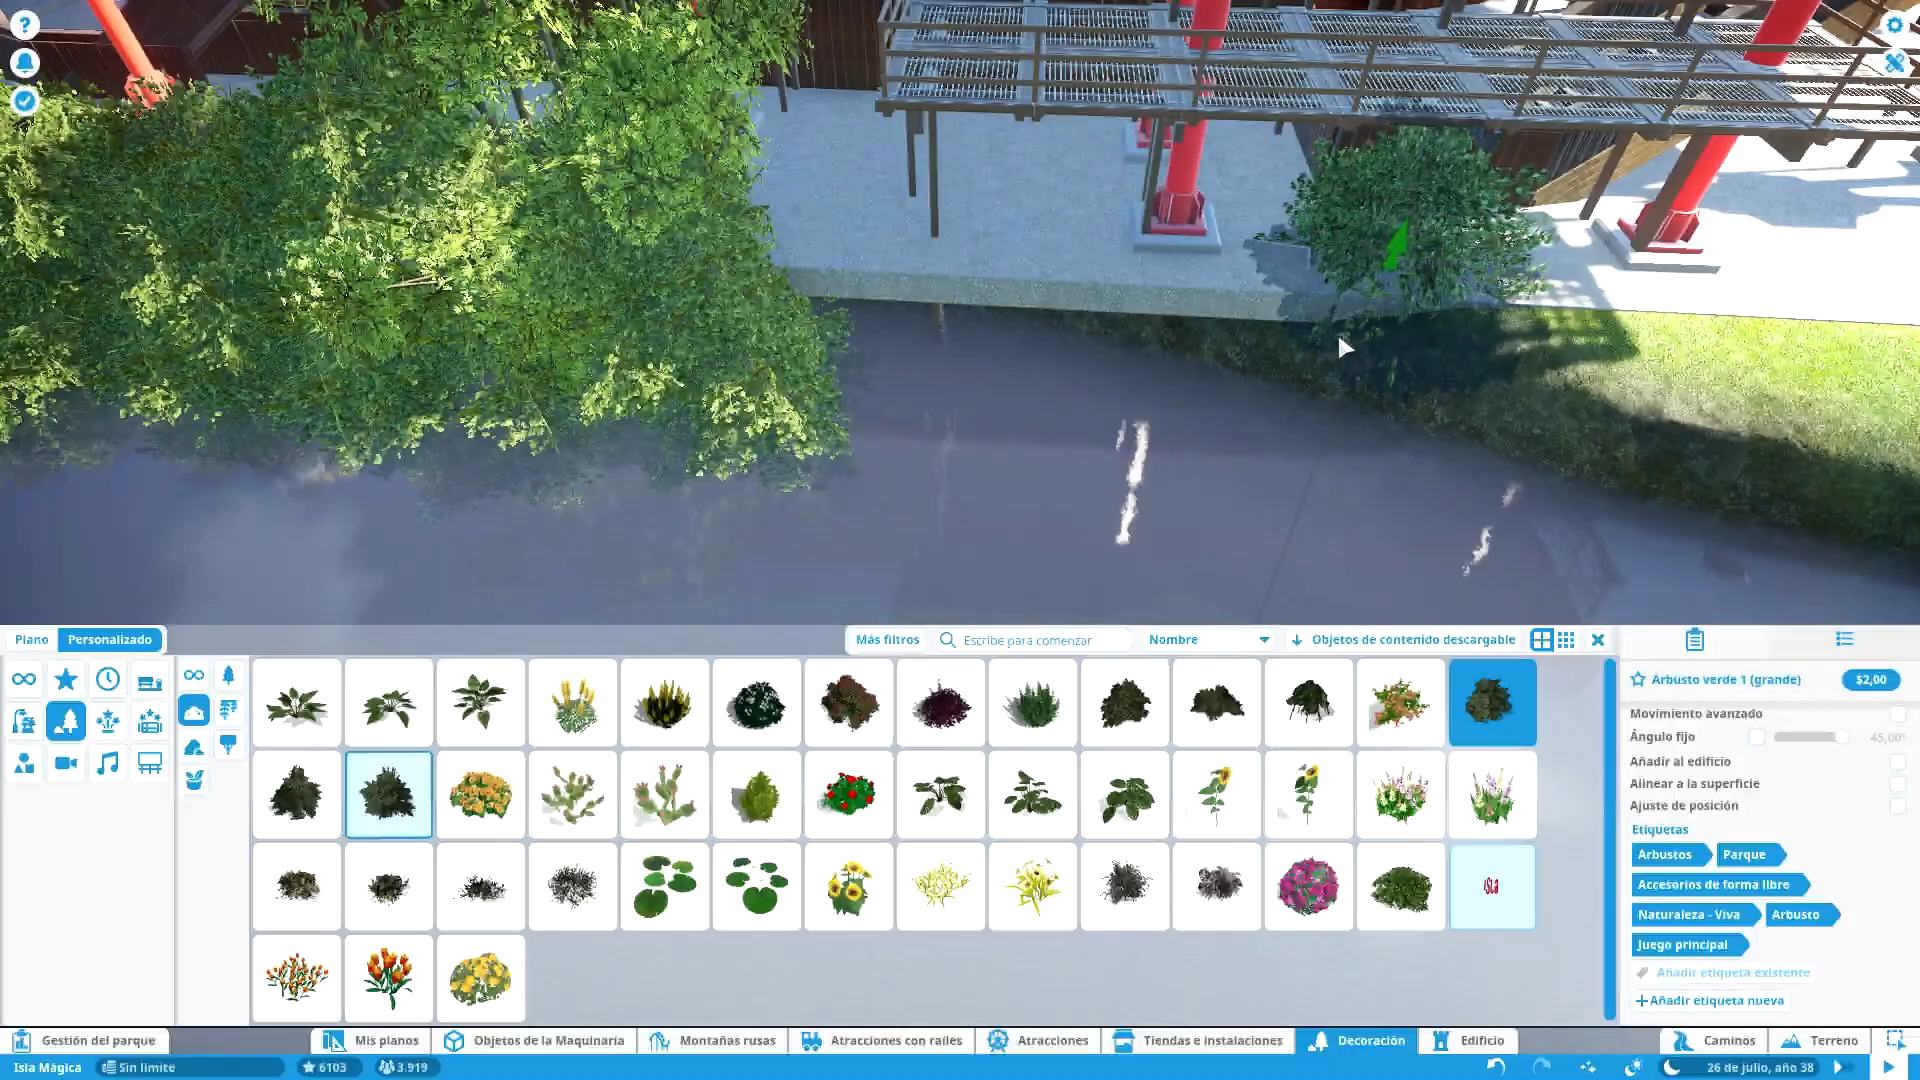 ?
Plano
Personalizado
Más filtros
Escribe para comenzar
Nombre
Objetos de contenido descargable
Arbusto verde 1 (grande)
$2,00
Movimiento avanzado
Ángulo fijo
45,00°
Añadir al edificio
Alinear a la superficie
Ajuste de posición
Etiquetas
Arbustos
Parque
Accesorios de forma libre
Naturaleza - Viva
Arbusto
Juego principal
Añadir etiqueta existente
+Añadir etiqueta nueva
ISLA
Gestión del parque
Mis planos
Objetos de la Maquinaria
Montañas rusas
Atracciones con raíles
Atracciones
Tiendas e instalaciones
Decoración
Edificio
Caminos
Terreno
Isla Mágica
Sin límite
6103
3.919
26 de julio, año 38